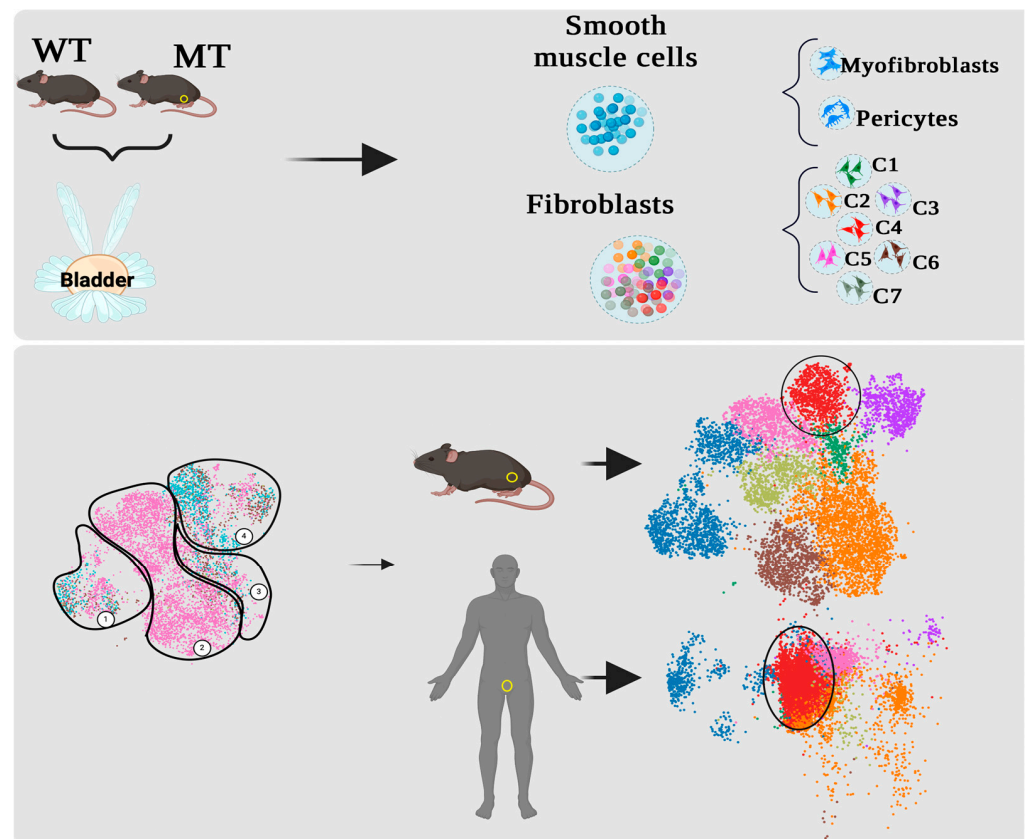 WT
MT
Bladder
Smooth
muscle cells
Fibroblasts
Myofibroblasts
Pericytes
C1
C2
C3
C4
C5
C6
C7
4
3
1
2